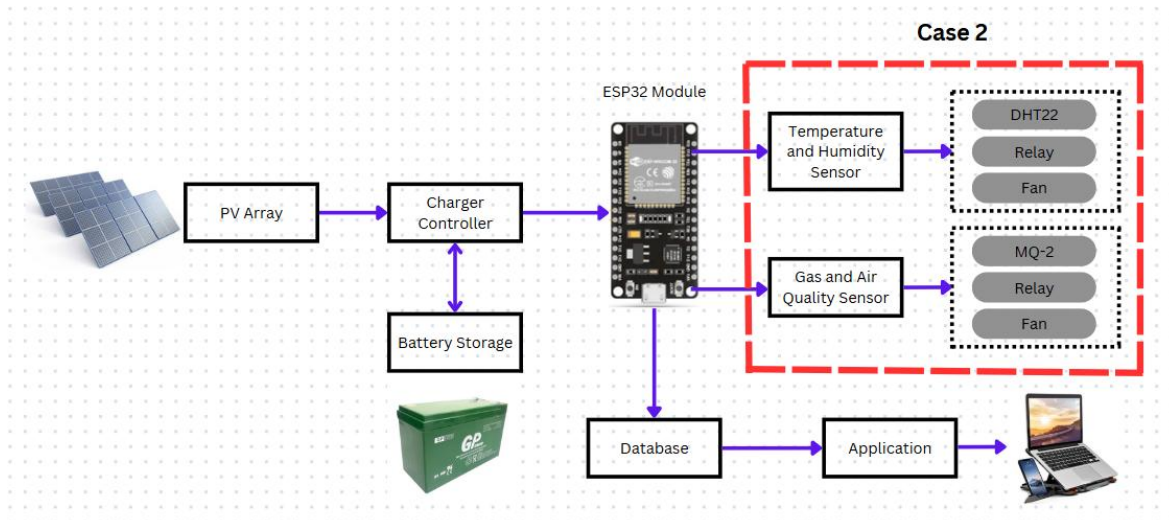 Case 2
ESP32 Module
Temperature
and Humidity
Sensor
DHT22
Relay
Fan
PV Array
Charger
Controller
Gas and Air
Quality Sensor
MQ-2
Relay
Fan
Battery Storage
GP
Database
Application